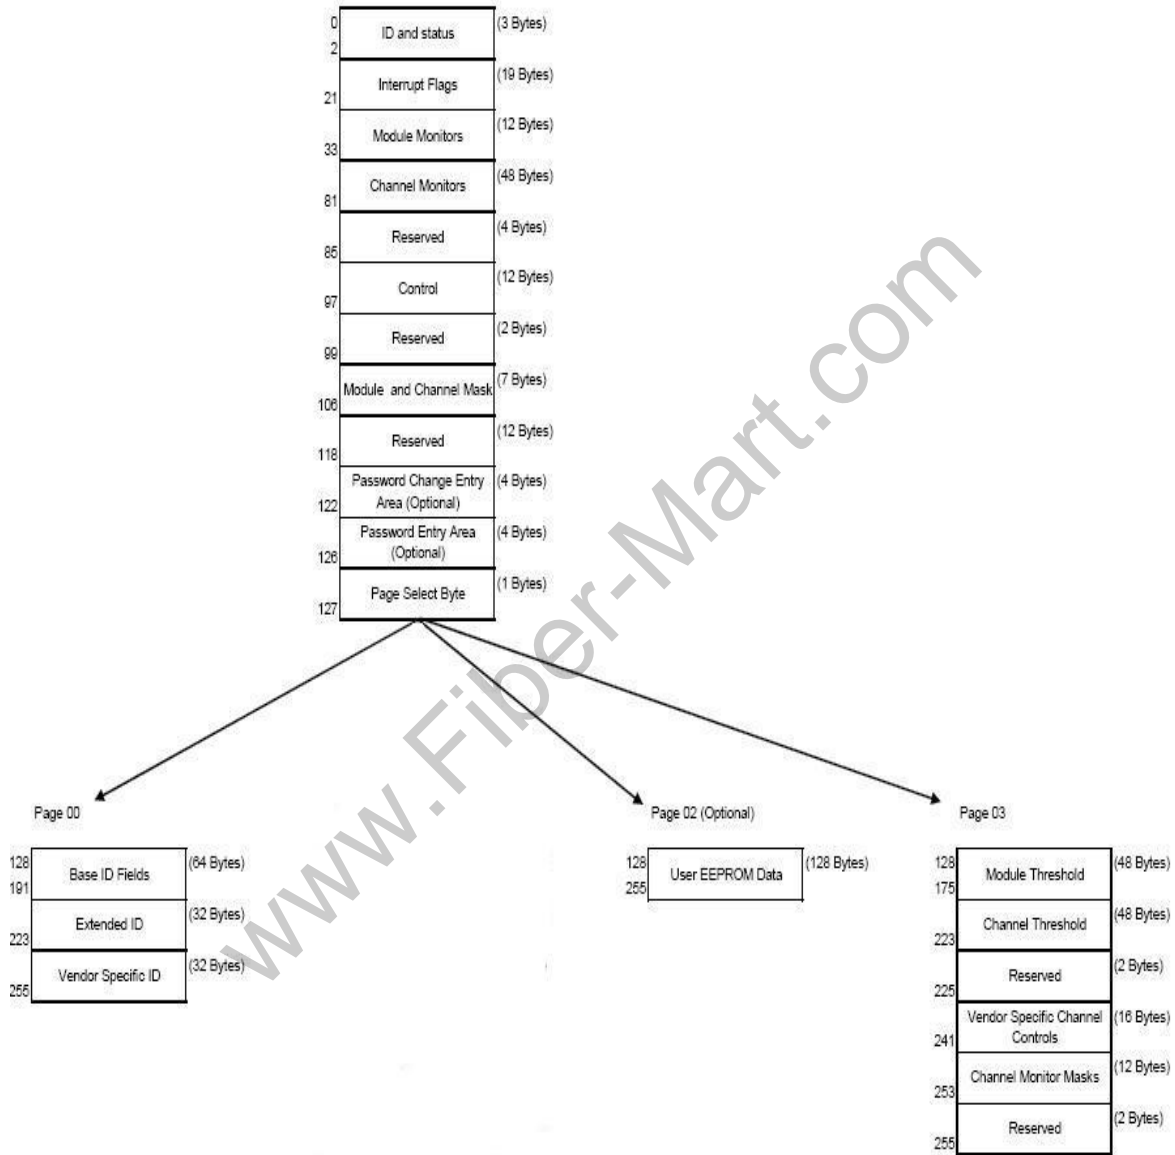 0 ID and status (3 Bytes)
2
Interrupt Flags (19 Bytes)
21
Module Monitors (12 Bytes)
33
Channel Monitors (48 Bytes)
81
Reserved (4 Bytes)
85
Control (12 Bytes)
97
Reserved (2 Bytes)
99
Module and Channel Mask (7 Bytes)
106
Reserved (12 Bytes)
118
Password Change Entry (4 Bytes)
122 Area (Optional)
Password Entry Area (4 Bytes)
126 (Optional)
Page Select Byte (1 Bytes)
127
www.Fiber-Mart.com
Page 00
128 Base ID Fields (64 Bytes)
191
Extended ID (32 Bytes)
223
Vendor Specific ID (32 Bytes)
255
Page 02 (Optional)
128 User EEPROM Data (128 Bytes)
255
Page 03
128 Module Threshold (48 Bytes)
175
Channel Threshold (48 Bytes)
223
Reserved (2 Bytes)
225
Vendor Specific Channel (16 Bytes)
241 Controls
Channel Monitor Masks (12 Bytes)
253
Reserved (2 Bytes)
255